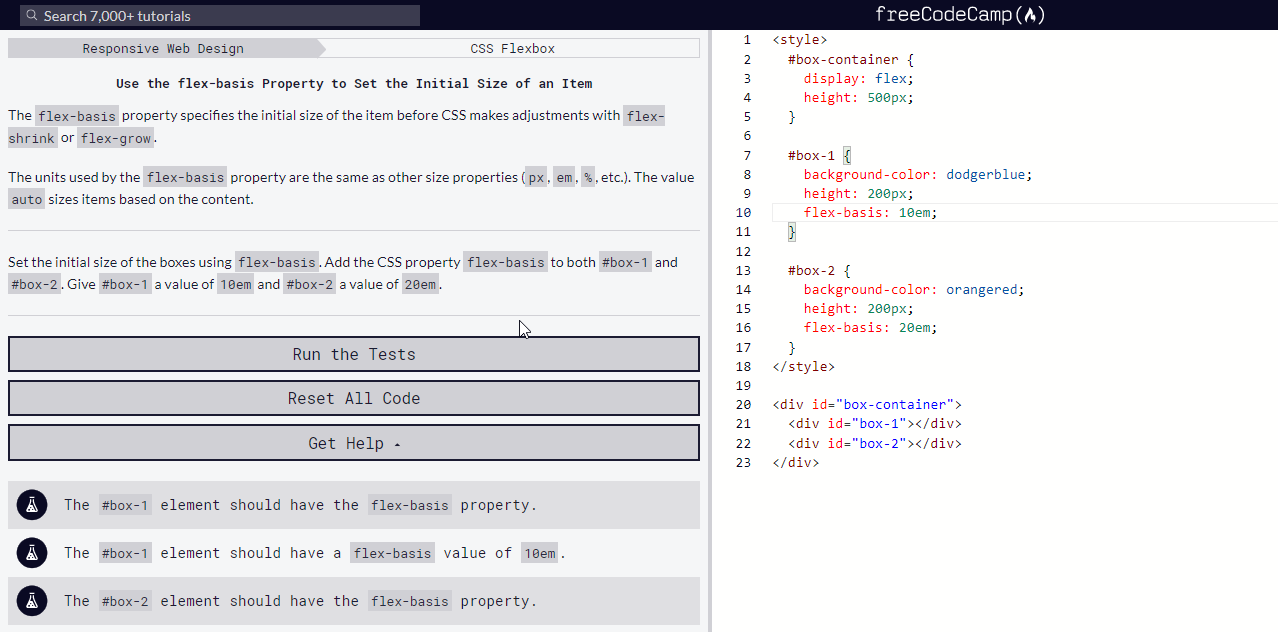 Search 7,000+ tutorials
freeCodeCamp
Responsive Web Design
CSS Flexbox
Use the flex-basis Property to Set the Initial Size of an Item
The flex-basis property specifies the initial size of the item before CSS makes adjustments with flex-
shrink or flex-grow.
The units used by the flex-basis property are the same as other size properties (px, em, %, etc.). The value
auto sizes items based on the content.
Set the initial size of the boxes using flex-basis. Add the CSS property flex-basis to both #box-1 and
#box-2. Give #box-1 a value of 10em and #box-2 a value of 20em.
Run the Tests
Reset All Code
Get Help
The #box-1 element should have the flex-basis property.
The #box-1 element should have a flex-basis value of 10em.
The #box-2 element should have the flex-basis property.
1 <style>
2 #box-container {
3 display: flex;
4 height: 500px;
5 }
6
7 #box-1 {
8 background-color: dodgerblue;
9 height: 200px;
10 flex-basis: 10em;
11 }
12
13 #box-2 {
14 background-color: orangered;
15 height: 200px;
16 flex-basis: 20em;
17 }
18 </style>
19
20 <div id="box-container">
21 <div id="box-1"></div>
22 <div id="box-2"></div>
23 </div>